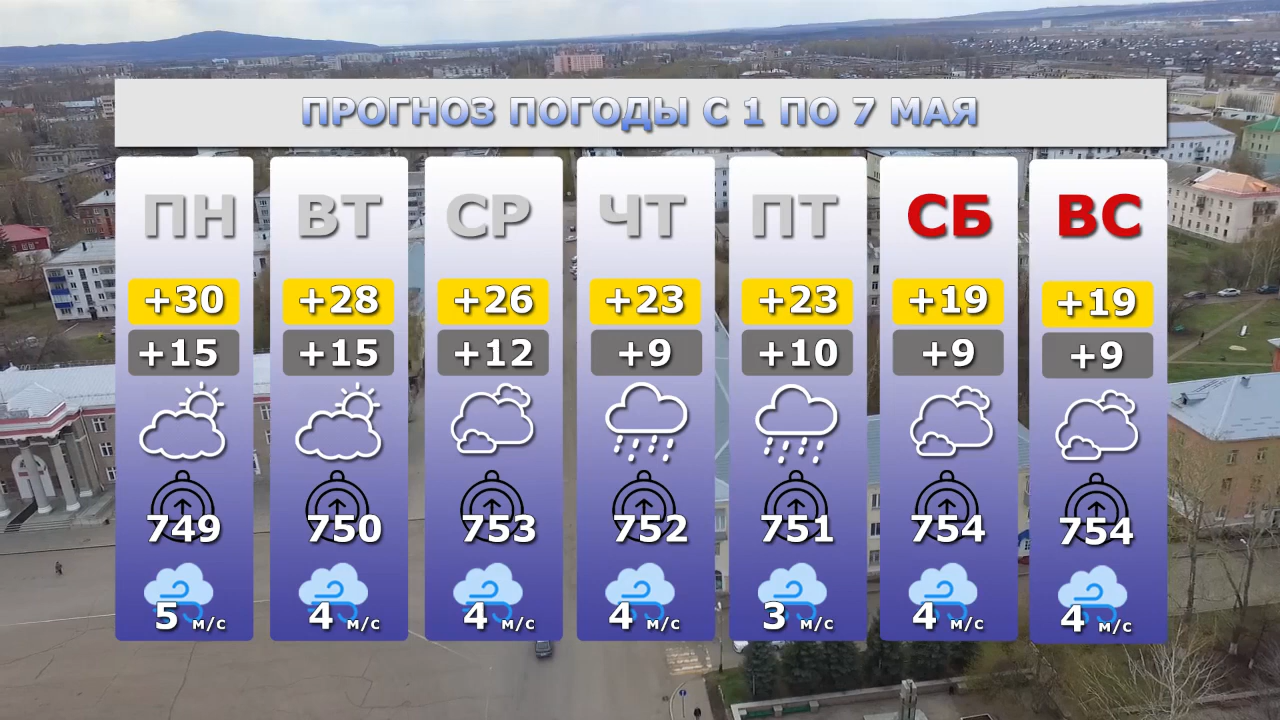 ПРОГНОЗ ПОГОДЫ С 1 ПО 7 МАЯ
ПН ВТ СР ЧТ ПТ СБ ВС
+30 +28 +26 +23 +23 +19 +19
+15 +15 +12 +9 +10 +9 +9
749 750 753 752 751 754 754
5 м/с 4 м/с 4 м/с 4 м/с 3 м/с 4 м/с 4 м/с